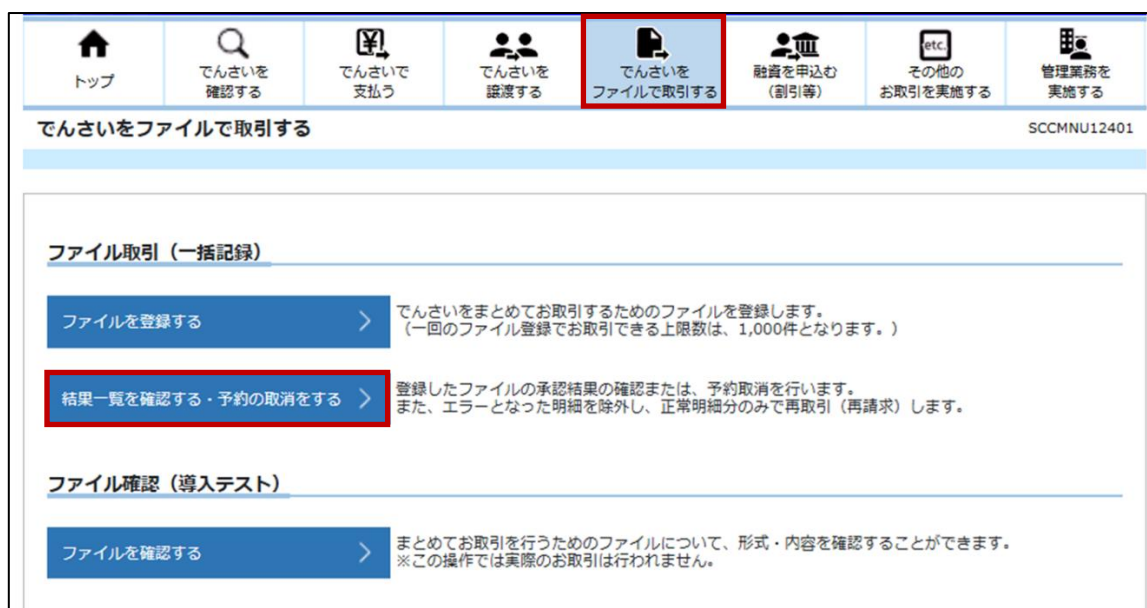 トップ
でんさいを
確認する
でんさいで
支払う
でんさいを
譲渡する
でんさいを
ファイルで取引する
融資を申込む
(割引等)
etc.
その他の
お取引を実施する
管理業務を
実施する
でんさいをファイルで取引する
SCCMNU12401
ファイル取引（一括記録）
ファイルを登録する
でんさいをまとめてお取引するためのファイルを登録します。
（一回のファイル登録でお取引できる上限数は、1,000件となります。）
結果一覧を確認する・予約の取消をする
登録したファイルの承認結果の確認または、予約取消を行います。
また、エラーとなった明細を除外し、正常明細分のみで再取引（再請求）します。
ファイル確認（導入テスト）
ファイルを確認する
まとめてお取引を行うためのファイルについて、形式・内容を確認することができます。
※この操作では実際のお取引は行われません。